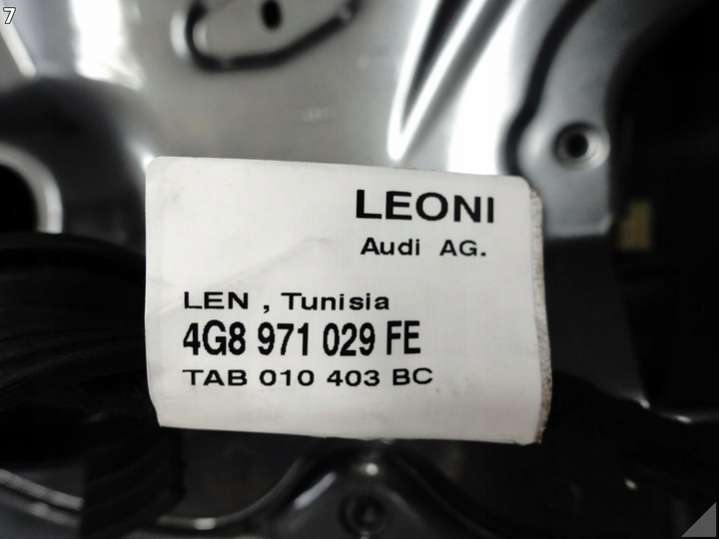 7
LEONI
Audi AG.
LEN , Tunisia
4G8 971 029 FE
TAB 010 403 BC